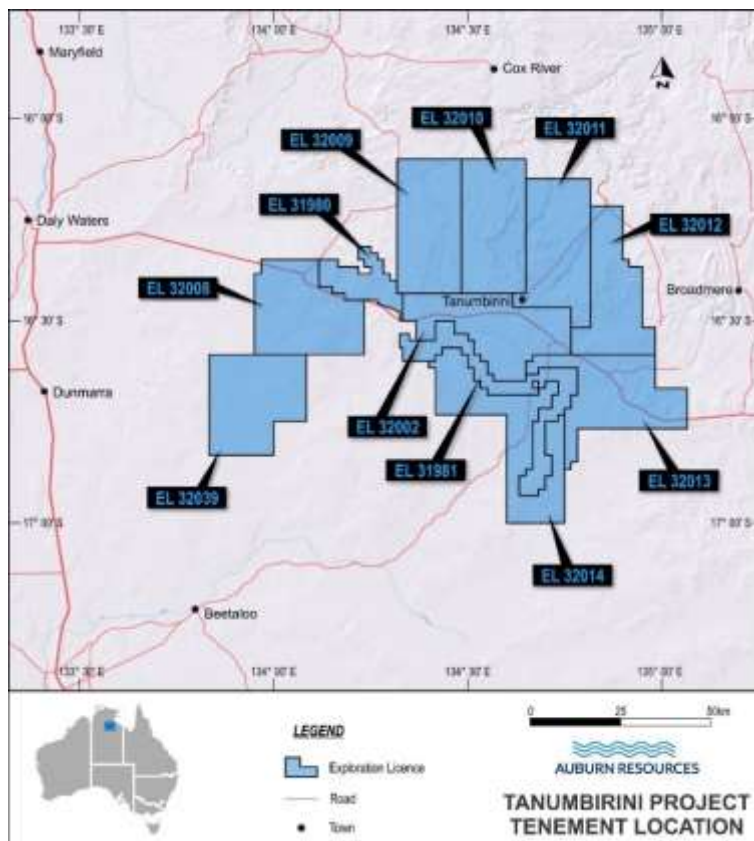 133° 30' E 134° 00' E 134° 30' E 135° 00' E
Maryfield
Cox River
N
16° 00' S 16° 00' S
EL 32010
EL 32009
EL 32011
EL 31980
EL 32012
Daly Waters
EL 32008
Tanumbirini
Broadmere
16° 30' S 16° 30' S
Dunmarra
EL 32002
EL 31981
EL 32013
EL 32039
17° 00' S 17° 00' S
EL 32014
Beetaloo
133° 30' E 134° 00' E 134° 30' E 135° 00' E
0 25 50km
LEGEND
Exploration Licence
Road
Town
AUBURN RESOURCES
TANUMBIRINI PROJECT
TENEMENT LOCATION